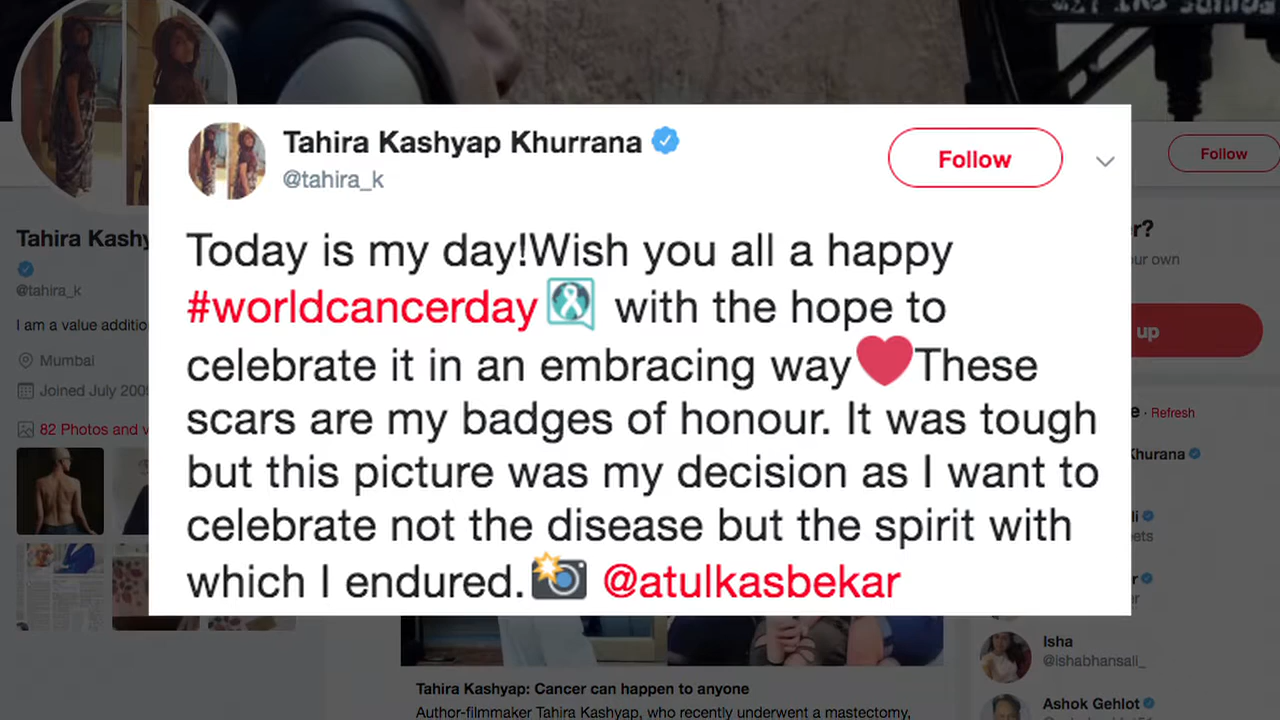 Tahira Kashyap Khurrana
@tahira_k
Follow
Today is my day!Wish you all a happy
#worldcancerday with the hope to
celebrate it in an embracing way❤These
scars are my badges of honour. It was tough
but this picture was my decision as I want to
celebrate not the disease but the spirit with
which I endured.📸 @atulkasbekar
Tahira Kashy
@tahira_k
I am a value additio
Mumbai
Joined July 200
82 Photos and v
Follow
r?
ur own
up
Refresh
Khurana
Isha
@ishabhansali_
Ashok Gehlot
Tahira Kashyap: Cancer can happen to anyone
Author-filmmaker Tahira Kashyap, who recently underwent a mastectomy,